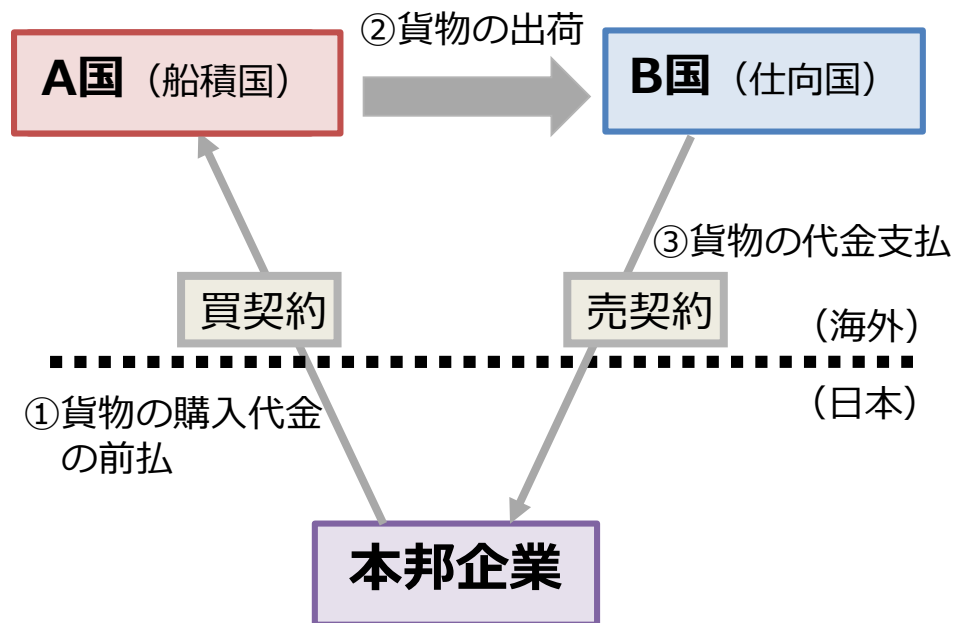 ②貨物の出荷
A国（船積国）
B国（仕向国）
③貨物の代金支払
買契約
売契約
（海外）
（日本）
①貨物の購入代金
の前払
本邦企業